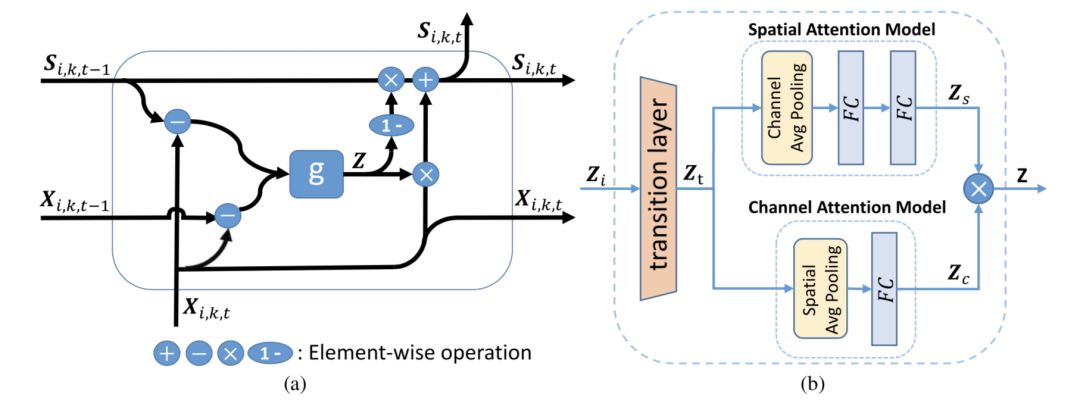 S_{i,k,t}
S_{i,k,t−1}
S_{i,k,t}
×
+
−
1 -
g
Z
×
X_{i,k,t−1}
−
X_{i,k,t}
X_{i,k,t}
+ − × 1 - : Element-wise operation
(a)
Spatial Attention Model
Channel
Avg Pooling
FC
FC
Z_s
Z_i
transition layer
Z_t
×
Z
Channel Attention Model
Spatial
Avg Pooling
FC
Z_c
(b)